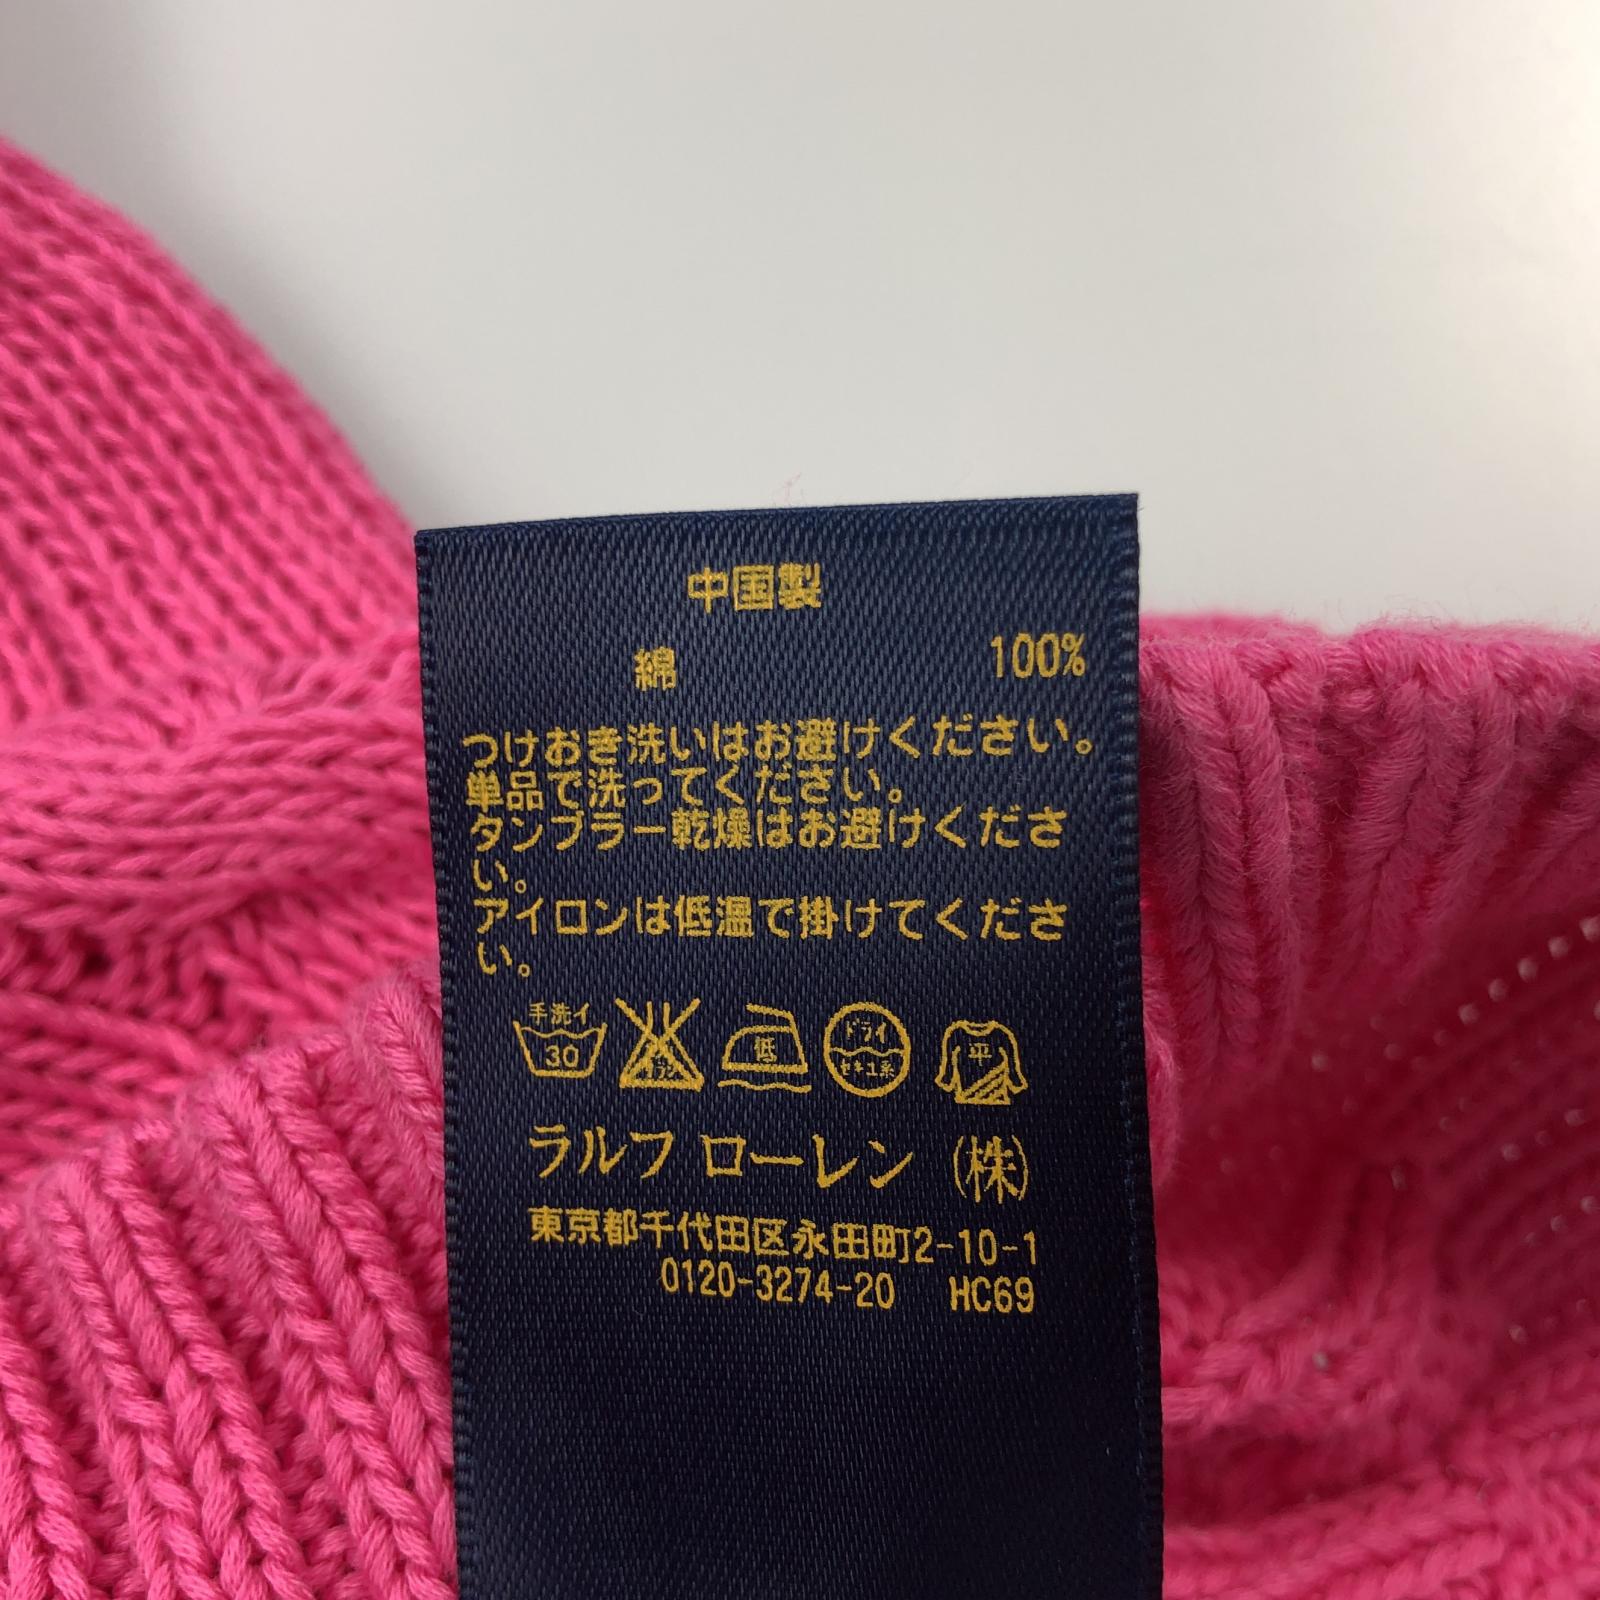 中国製
綿 100%
つけおき洗いはお避けください。
単品で洗ってください。
タンブラー乾燥はお避けくださ
い。
アイロンは低温で掛けてくださ
い。
手洗イ
30
低
ドライ
セキユ系
平
ラルフ ローレン (株)
東京都千代田区永田町2-10-1
0120-3274-20 HC69